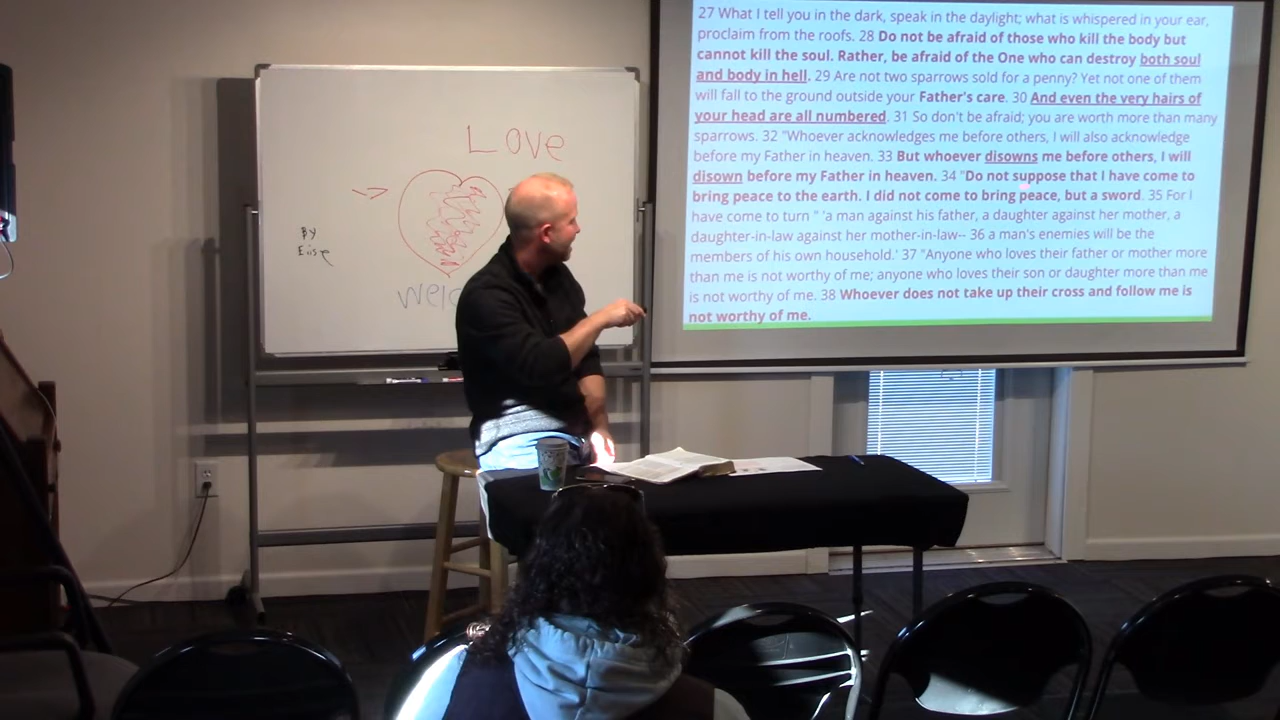 27 What I tell you in the dark, speak in the daylight; what is whispered in your ear,
proclaim from the roofs. 28 Do not be afraid of those who kill the body but
cannot kill the soul. Rather, be afraid of the One who can destroy both soul
and body in hell. 29 Are not two sparrows sold for a penny? Yet not one of them
will fall to the ground outside your Father's care. 30 And even the very hairs of
your head are all numbered. 31 So don't be afraid; you are worth more than many
sparrows. 32 "Whoever acknowledges me before others, I will also acknowledge
before my Father in heaven. 33 But whoever disowns me before others, I will
disown before my Father in heaven. 34 "Do not suppose that I have come to
bring peace to the earth. I did not come to bring peace, but a sword. 35 For I
have come to turn " 'a man against his father, a daughter against her mother, a
daughter-in-law against her mother-in-law-- 36 a man's enemies will be the
members of his own household.' 37 "Anyone who loves their father or mother more
than me is not worthy of me; anyone who loves their son or daughter more than me
is not worthy of me. 38 Whoever does not take up their cross and follow me is
not worthy of me.
Love
By